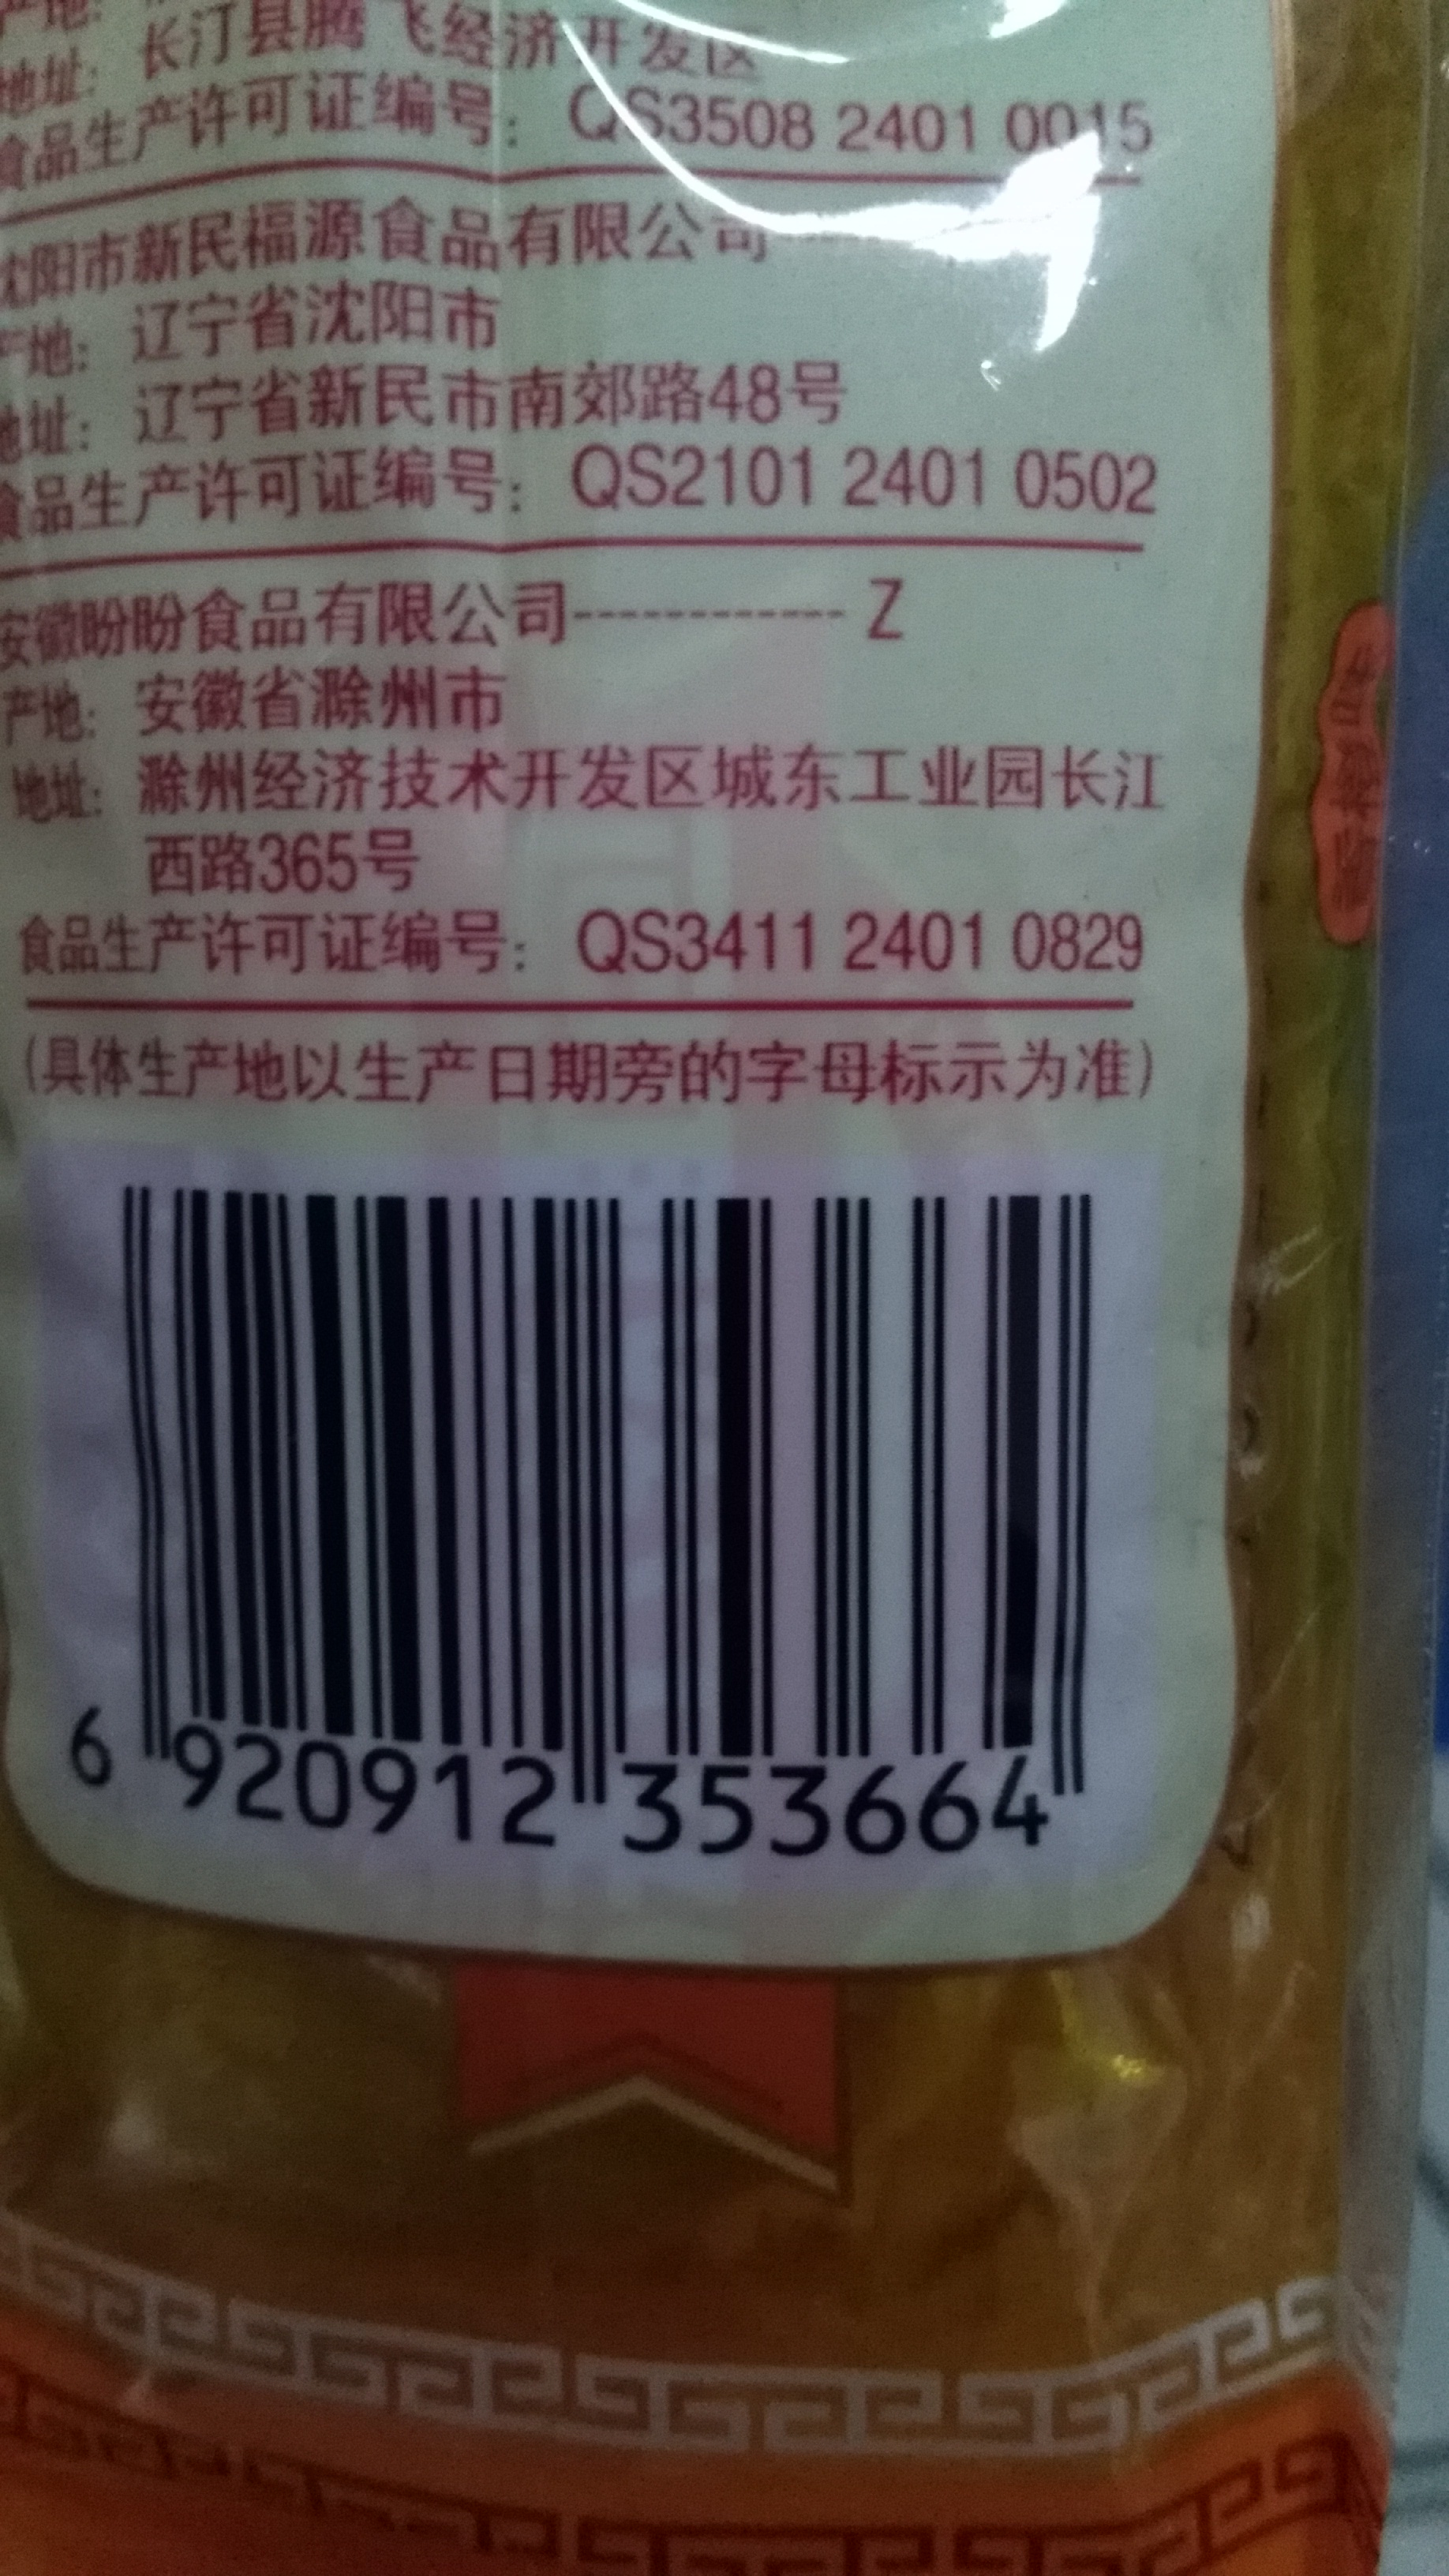 地址：长汀县腾飞经济开发区
食品生产许可证编号：QS3508 2401 0015
沈阳市新民福源食品有限公司
产地：辽宁省沈阳市
地址：辽宁省新民市南郊路48号
食品生产许可证编号：QS2101 2401 0502
安徽盼盼食品有限公司------------ Z
产地：安徽省滁州市
地址：滁州经济技术开发区城东工业园长江
西路365号
食品生产许可证编号：QS3411 2401 0829
(具体生产地以生产日期旁的字母标示为准)
6 920912 353664